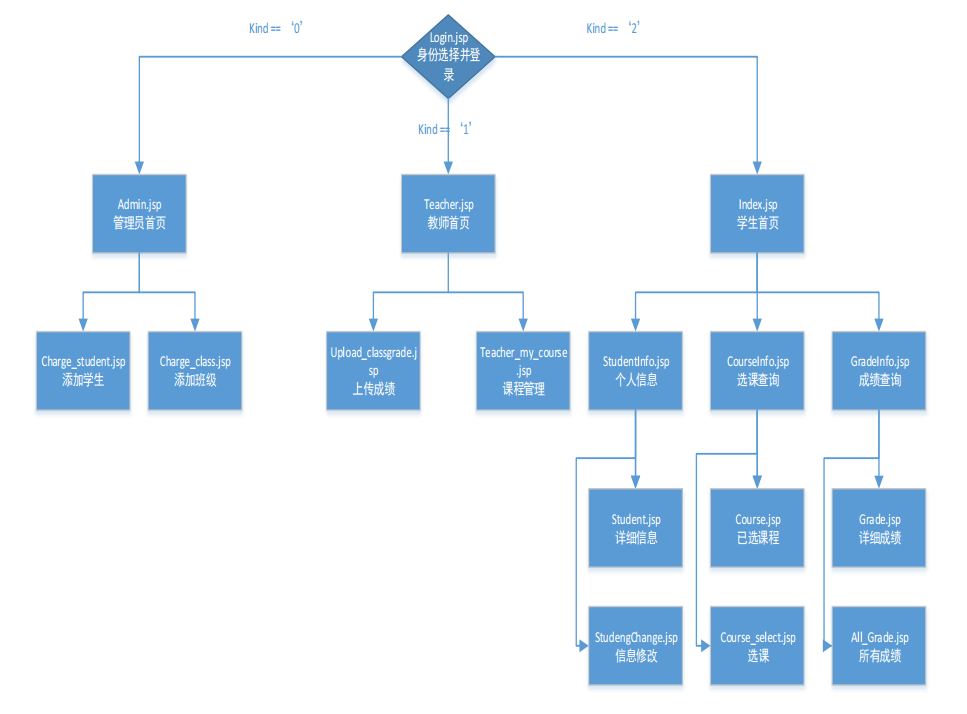 Kind == ‘0’
Kind == ‘2’
Login.jsp
身份选择并登
录
Kind == ‘1’
Admin.jsp
管理员首页
Teacher.jsp
教师首页
Index.jsp
学生首页
Charge_student.jsp
添加学生
Charge_class.jsp
添加班级
Upload_classgrade.j
sp
上传成绩
Teacher_my_course
.jsp
课程管理
StudentInfo.jsp
个人信息
CourseInfo.jsp
选课查询
GradeInfo.jsp
成绩查询
Student.jsp
详细信息
Course.jsp
已选课程
Grade.jsp
详细成绩
StudengChange.jsp
信息修改
Course_select.jsp
选课
All_Grade.jsp
所有成绩